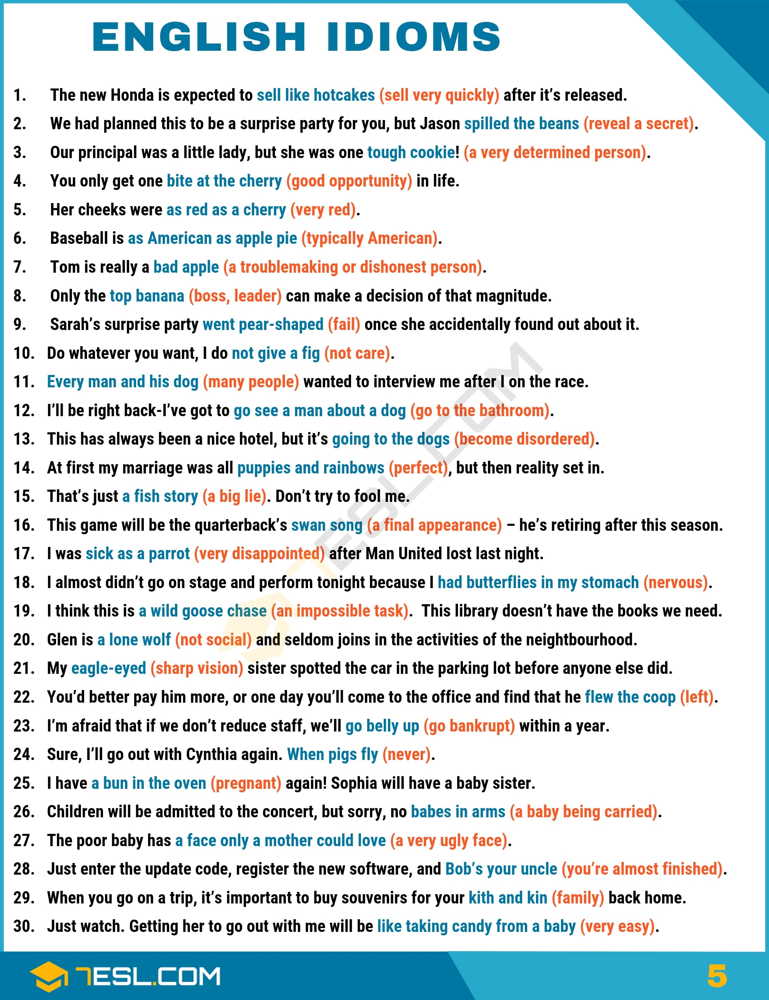 ENGLISH IDIOMS
1. The new Honda is expected to sell like hotcakes (sell very quickly) after it’s released.
2. We had planned this to be a surprise party for you, but Jason spilled the beans (reveal a secret).
3. Our principal was a little lady, but she was one tough cookie! (a very determined person).
4. You only get one bite at the cherry (good opportunity) in life.
5. Her cheeks were as red as a cherry (very red).
6. Baseball is as American as apple pie (typically American).
7. Tom is really a bad apple (a troublemaking or dishonest person).
8. Only the top banana (boss, leader) can make a decision of that magnitude.
9. Sarah’s surprise party went pear-shaped (fail) once she accidentally found out about it.
10. Do whatever you want, I do not give a fig (not care).
11. Every man and his dog (many people) wanted to interview me after I on the race.
12. I’ll be right back-I’ve got to go see a man about a dog (go to the bathroom).
13. This has always been a nice hotel, but it’s going to the dogs (become disordered).
14. At first my marriage was all puppies and rainbows (perfect), but then reality set in.
15. That’s just a fish story (a big lie). Don’t try to fool me.
16. This game will be the quarterback’s swan song (a final appearance) – he’s retiring after this season.
17. I was sick as a parrot (very disappointed) after Man United lost last night.
18. I almost didn’t go on stage and perform tonight because I had butterflies in my stomach (nervous).
19. I think this is a wild goose chase (an impossible task). This library doesn’t have the books we need.
20. Glen is a lone wolf (not social) and seldom joins in the activities of the neightbourhood.
21. My eagle-eyed (sharp vision) sister spotted the car in the parking lot before anyone else did.
22. You’d better pay him more, or one day you’ll come to the office and find that he flew the coop (left).
23. I’m afraid that if we don’t reduce staff, we’ll go belly up (go bankrupt) within a year.
24. Sure, I’ll go out with Cynthia again. When pigs fly (never).
25. I have a bun in the oven (pregnant) again! Sophia will have a baby sister.
26. Children will be admitted to the concert, but sorry, no babes in arms (a baby being carried).
27. The poor baby has a face only a mother could love (a very ugly face).
28. Just enter the update code, register the new software, and Bob’s your uncle (you’re almost finished).
29. When you go on a trip, it’s important to buy souvenirs for your kith and kin (family) back home.
30. Just watch. Getting her to go out with me will be like taking candy from a baby (very easy).
7ESL.COM
7ESL.COM
5